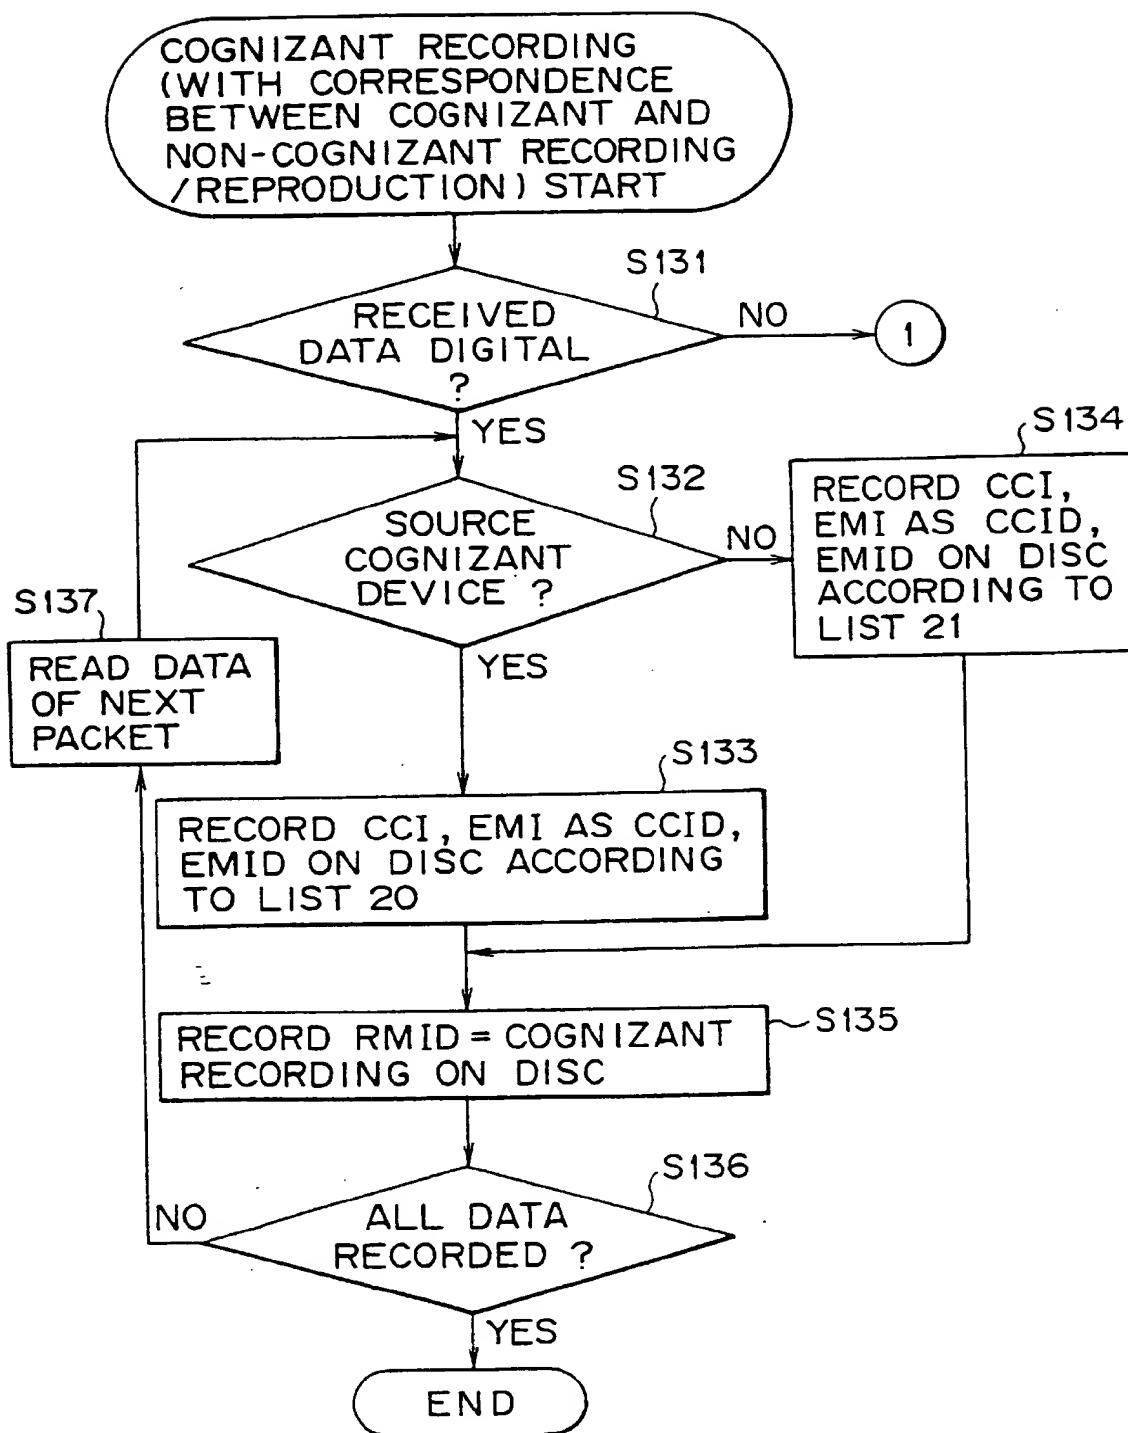 COGNIZANT RECORDING
(WITH CORRESPONDENCE
BETWEEN COGNIZANT AND
NON-COGNIZANT RECORDING
/REPRODUCTION) START
S131
RECEIVED
DATA DIGITAL
?
NO
1
YES
S132
SOURCE
COGNIZANT
DEVICE ?
NO
S134
RECORD CCI,
EMI AS CCID,
EMID ON DISC
ACCORDING TO
LIST 21
S137
READ DATA
OF NEXT
PACKET
YES
S133
RECORD CCI, EMI AS CCID,
EMID ON DISC ACCORDING
TO LIST 20
RECORD RMID = COGNIZANT
RECORDING ON DISC
S135
S136
ALL DATA
RECORDED ?
NO
YES
END